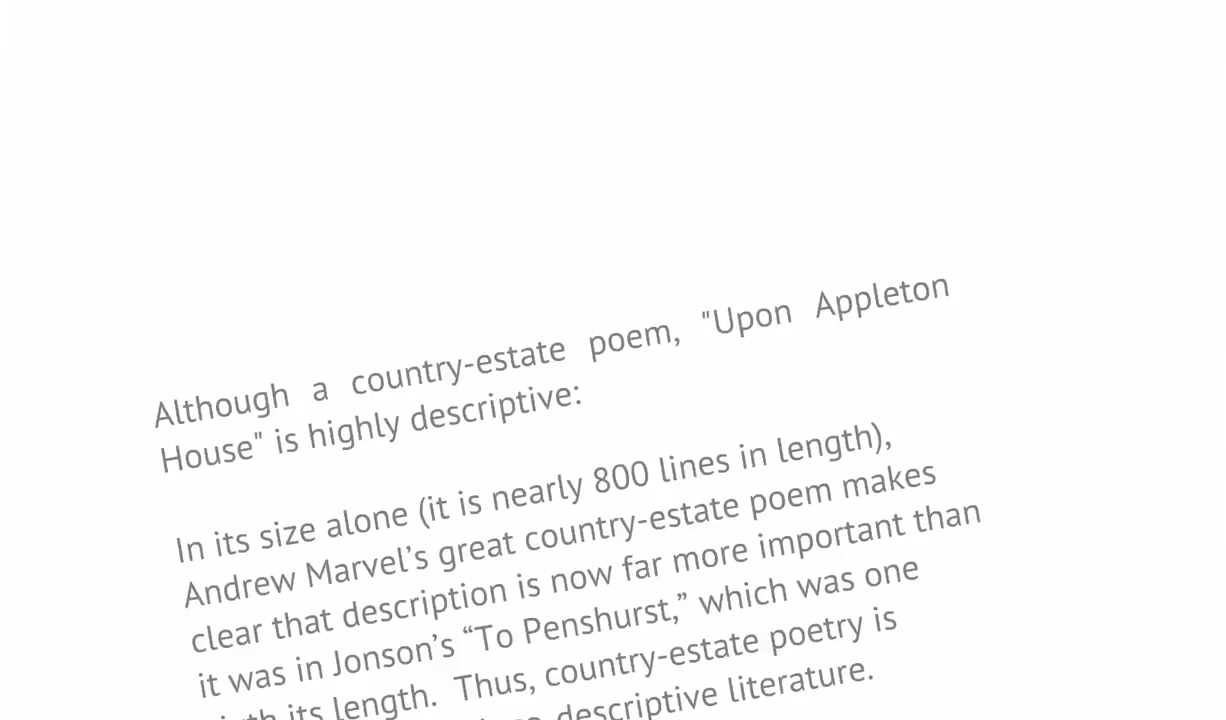 Although a country-estate poem, "Upon Appleton
House" is highly descriptive:
In its size alone (it is nearly 800 lines in length),
Andrew Marvel’s great country-estate poem makes
clear that description is now far more important than
it was in Jonson’s “To Penshurst,” which was one
its length. Thus, country-estate poetry is
descriptive literature.